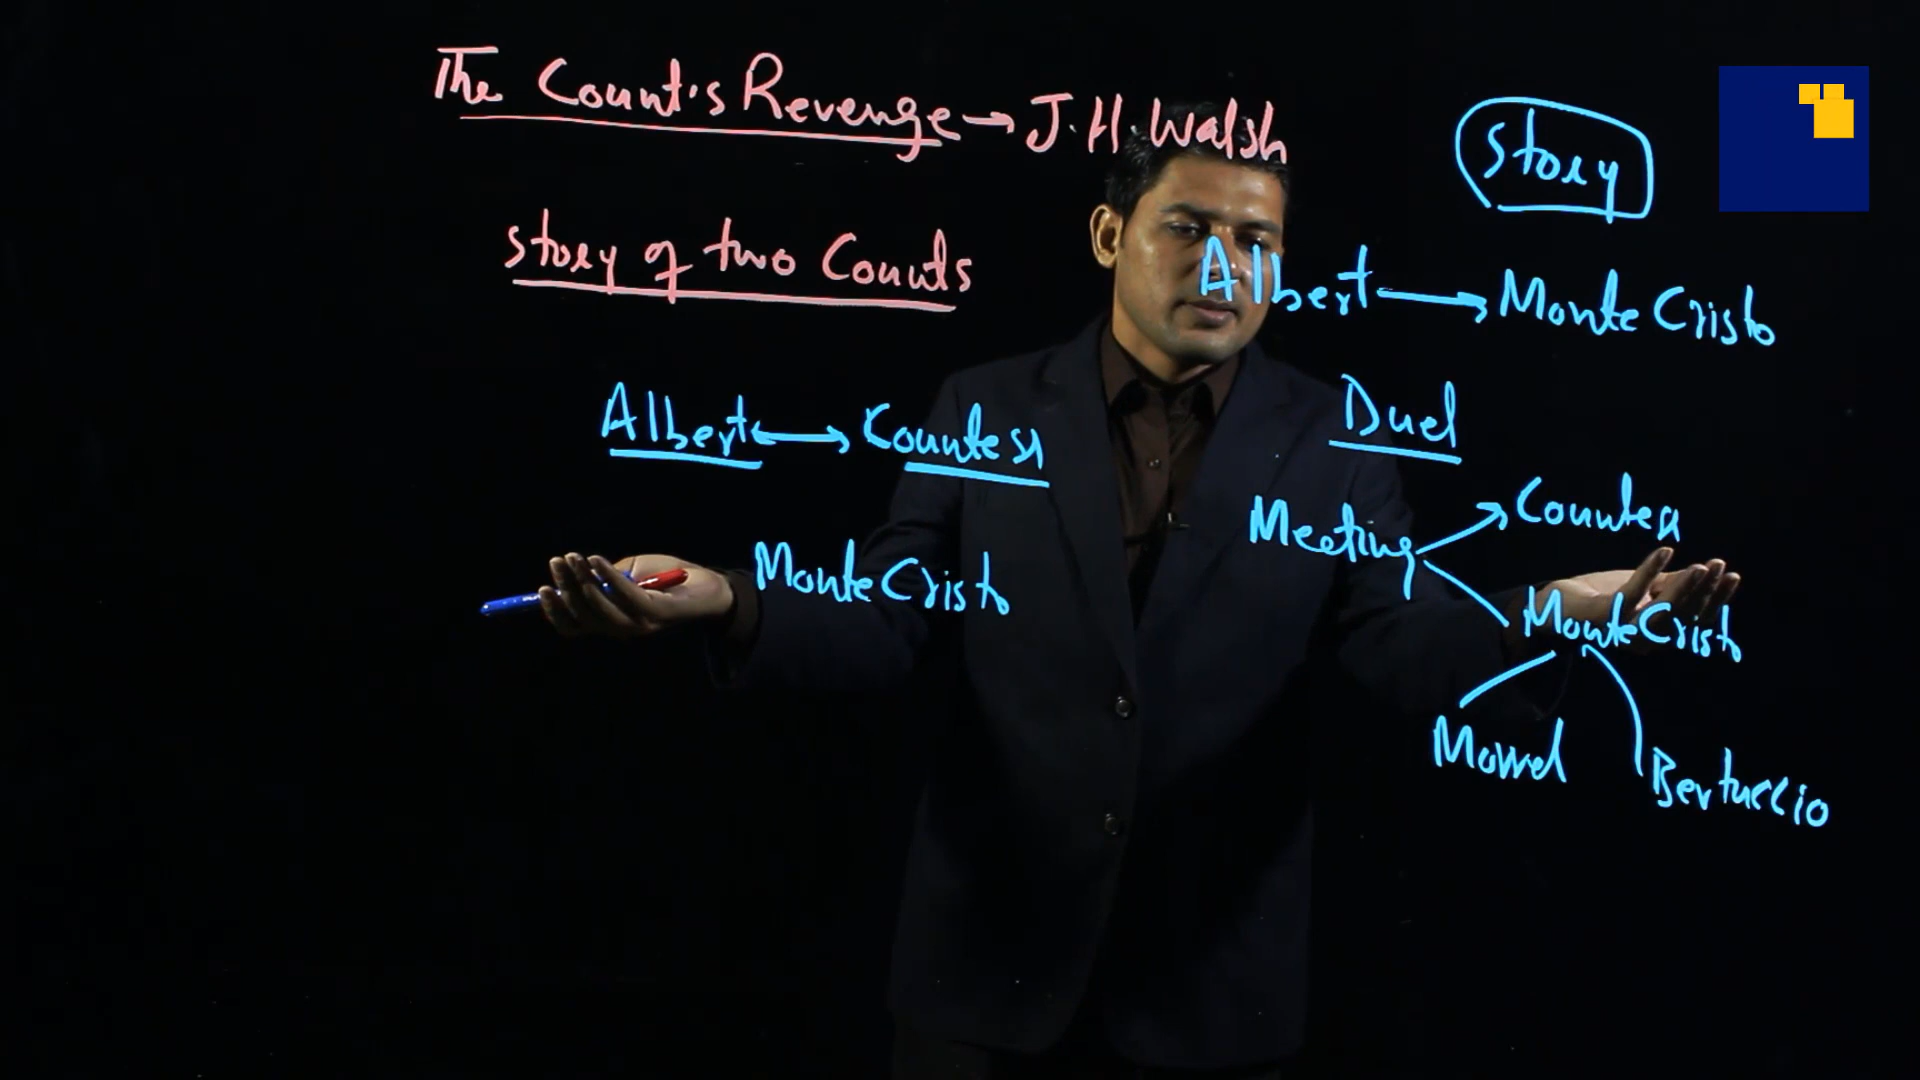 The Count's Revenge → J.H. Walsh
Story
story of two Counts
Albert → Monte Cristo
Albert ↔ Countess
Duel
Meeting
Countess
Monte Cristo
Monte Cristo
Morrel
Bertuccio